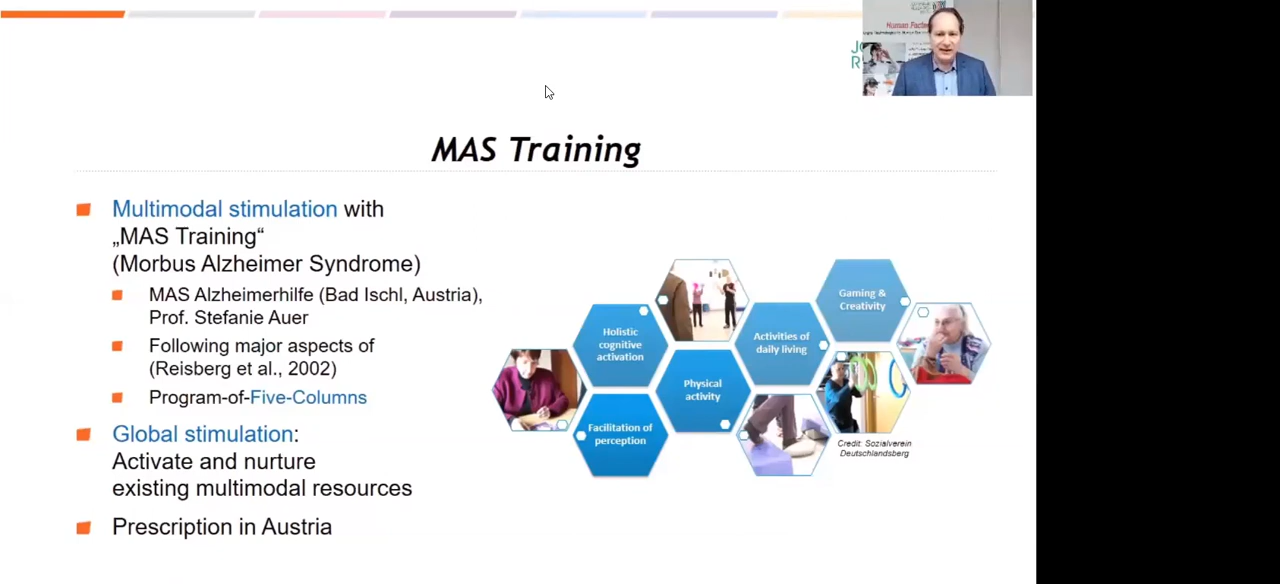 Human Facto
JO
R
MAS Training
Multimodal stimulation with
„MAS Training“
(Morbus Alzheimer Syndrome)
MAS Alzheimerhilfe (Bad Ischl, Austria),
Prof. Stefanie Auer
Following major aspects of
(Reisberg et al., 2002)
Program-of-Five-Columns
Global stimulation:
Activate and nurture
existing multimodal resources
Prescription in Austria
Holistic
cognitive
activation
Facilitation of
perception
Physical
activity
Activities of
daily living
Gaming &
Creativity
Credit: Sozialverein
Deutschlandsberg